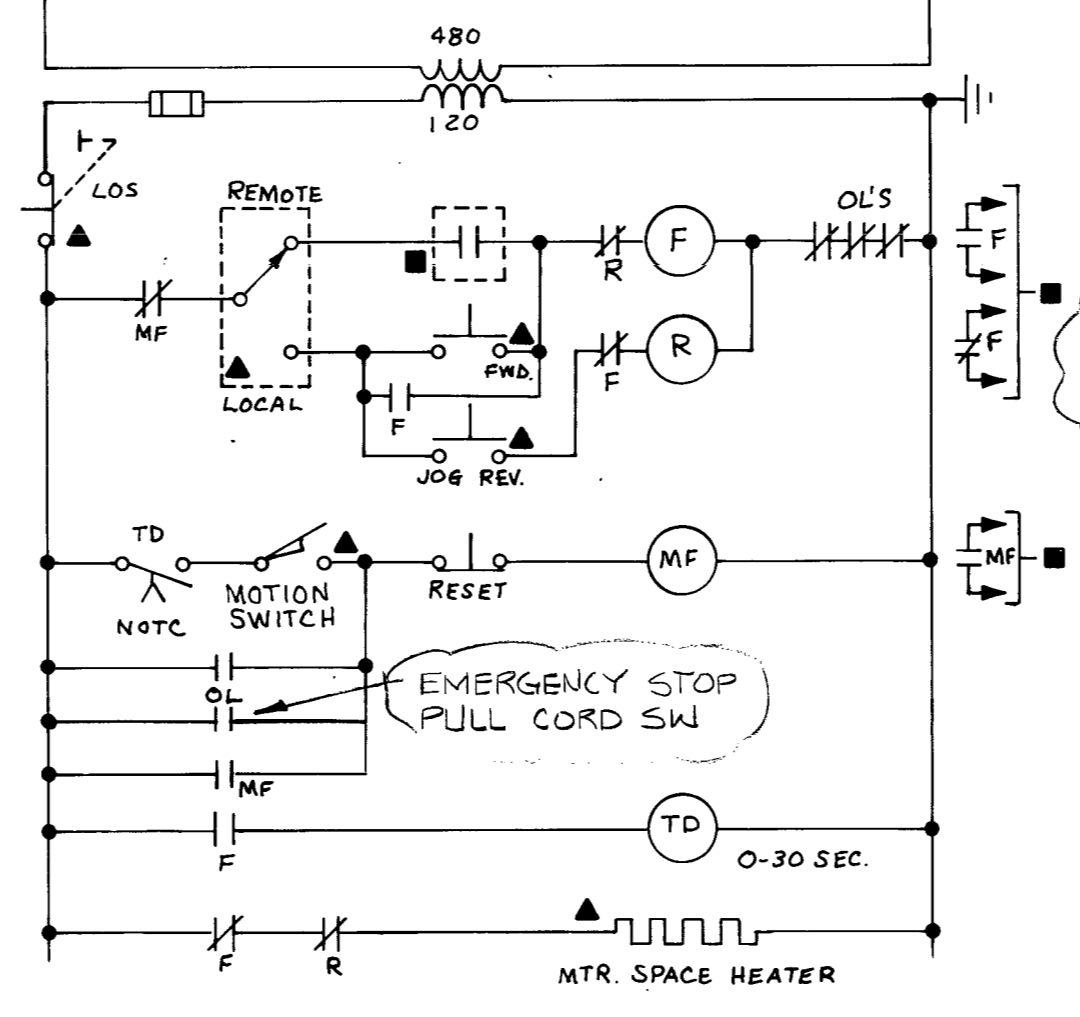 480
120
LOS
REMOTE
OL'S
F
R
F
MF
R
F
F
FWD.
LOCAL
F
JOG REV.
TD
MF
MF
NOTC
MOTION
SWITCH
RESET
OL
EMERGENCY STOP
PULL CORD SW
MF
F
TD
0-30 SEC.
F
R
MTR. SPACE HEATER